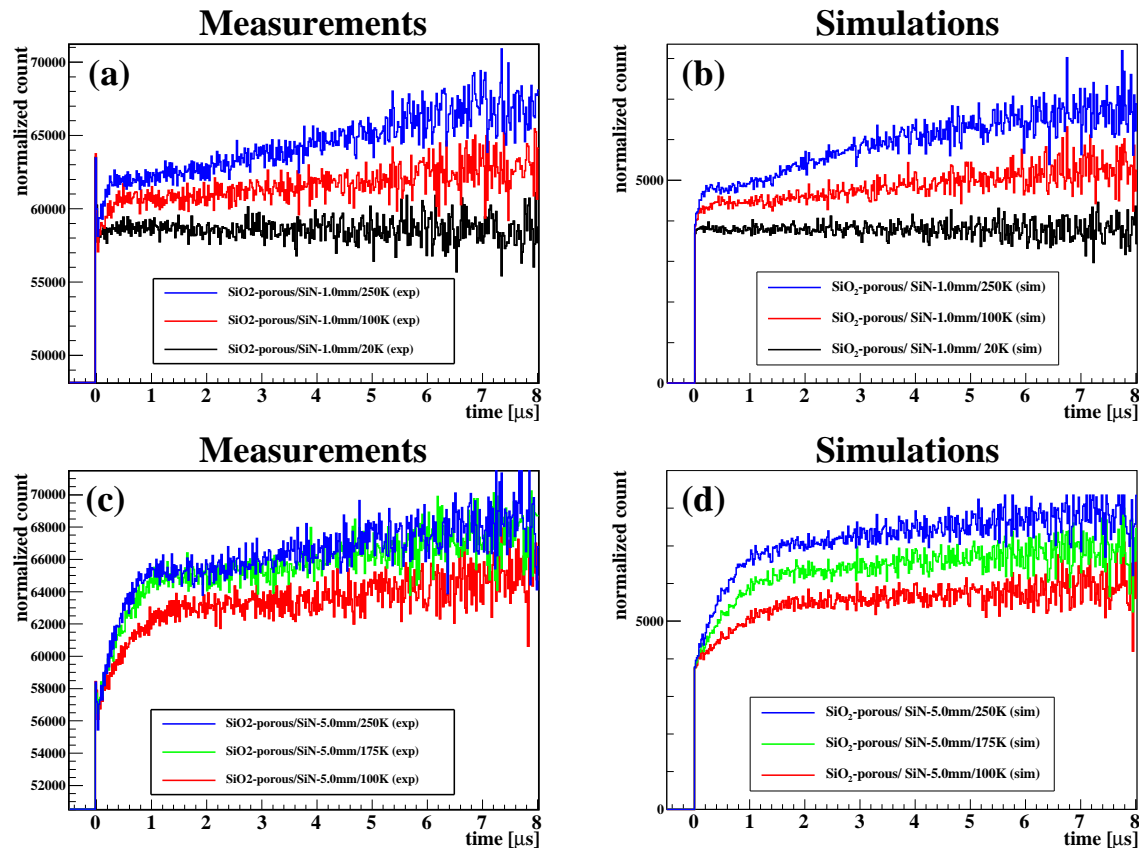 Measurements
(a)
normalized count
70000
65000
60000
55000
50000
SiO2-porous/SiN-1.0mm/250K (exp)
SiO2-porous/SiN-1.0mm/100K (exp)
SiO2-porous/SiN-1.0mm/20K (exp)
0 1 2 3 4 5 6 7 8
time [μs]
Simulations
(b)
normalized count
5000
0
SiO₂-porous/ SiN-1.0mm/250K (sim)
SiO₂-porous/ SiN-1.0mm/100K (sim)
SiO₂-porous/ SiN-1.0mm/ 20K (sim)
0 1 2 3 4 5 6 7 8
time [μs]
Measurements
(c)
normalized count
70000
68000
66000
64000
62000
60000
58000
56000
54000
52000
SiO2-porous/SiN-5.0mm/250K (exp)
SiO2-porous/SiN-5.0mm/175K (exp)
SiO2-porous/SiN-5.0mm/100K (exp)
0 1 2 3 4 5 6 7 8
time [μs]
Simulations
(d)
normalized count
5000
0
SiO₂-porous/ SiN-5.0mm/250K (sim)
SiO₂-porous/ SiN-5.0mm/175K (sim)
SiO₂-porous/ SiN-5.0mm/100K (sim)
0 1 2 3 4 5 6 7 8
time [μs]